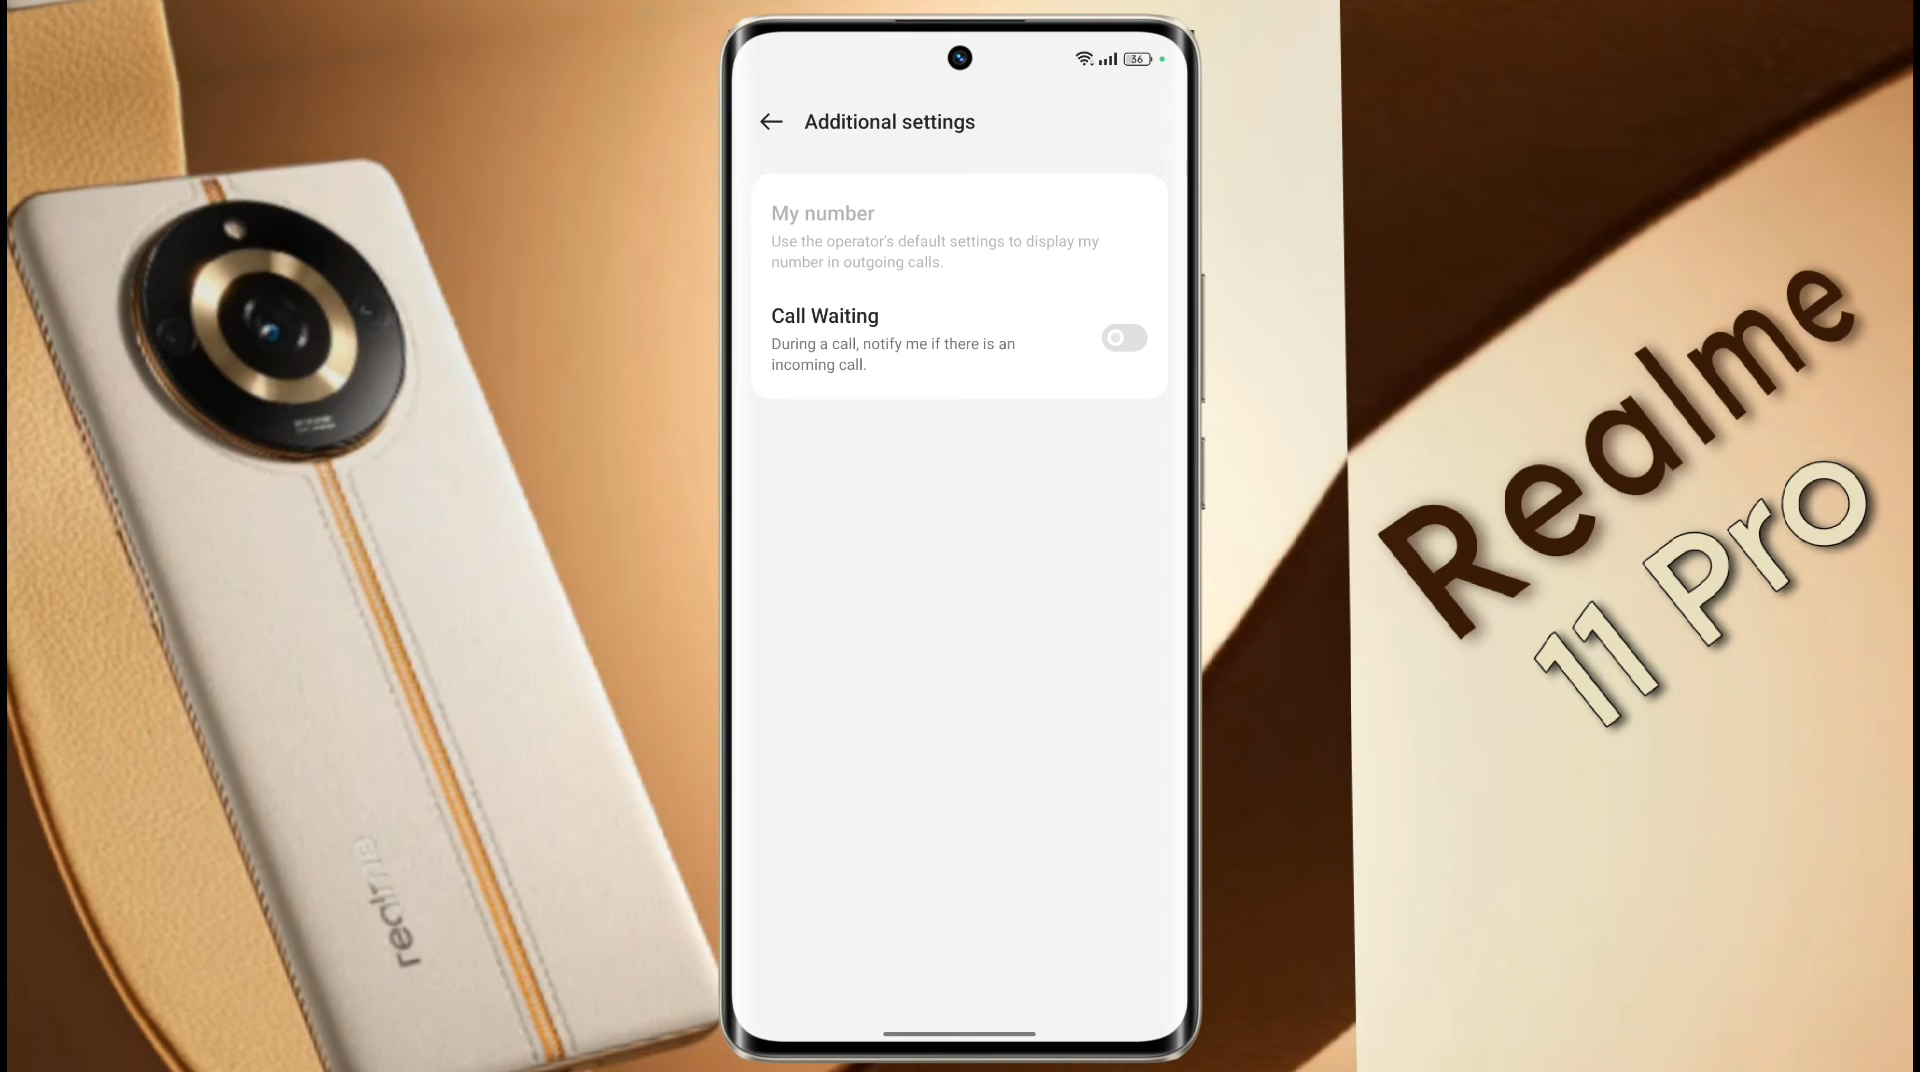 36
Additional settings
My number
Use the operator's default settings to display my
number in outgoing calls.
Call Waiting
During a call, notify me if there is an
incoming call.
realme
Realme
11 Pro